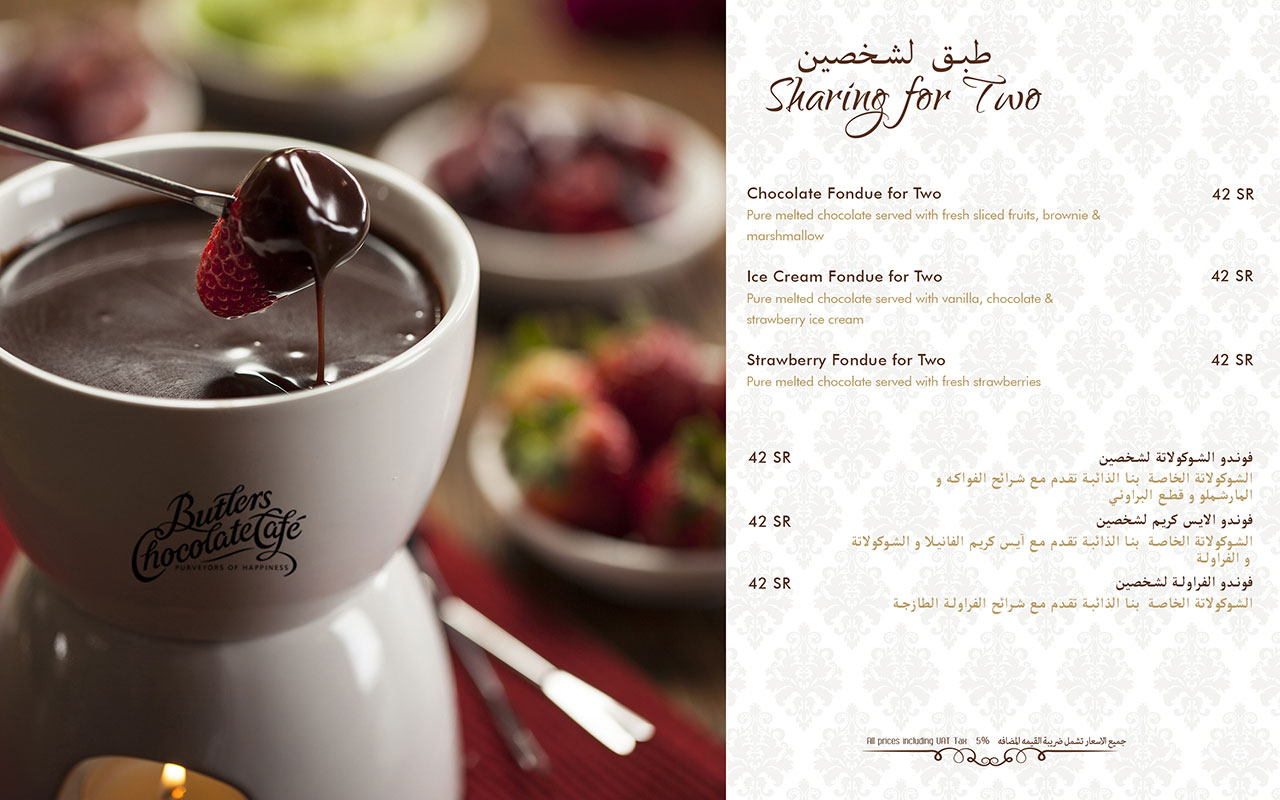 Butlers
Chocolate Café
PURVEYORS OF HAPPINESS
طبق لشخصين
Sharing for Two
Chocolate Fondue for Two 42 SR
Pure melted chocolate served with fresh sliced fruits, brownie &
marshmallow
Ice Cream Fondue for Two 42 SR
Pure melted chocolate served with vanilla, chocolate &
strawberry ice cream
Strawberry Fondue for Two 42 SR
Pure melted chocolate served with fresh strawberries
فوندو الشوكولاتة لشخصين 42 SR
الشوكولاتة الخاصة بنا الذائبة تقدم مع شرائح الفواكه و
المارشملو و قطع البراوني
فوندو الايس كريم لشخصين 42 SR
الشوكولاتة الخاصة بنا الذائبة تقدم مع آيس كريم الفانيلا و الشوكولاتة
و الفراولة
فوندو الفراولة لشخصين 42 SR
الشوكولاتة الخاصة بنا الذائبة تقدم مع شرائح الفراولة الطازجة
All prices including VAT Tax 5% جميع الاسعار تشمل ضريبة القيمه المضافه